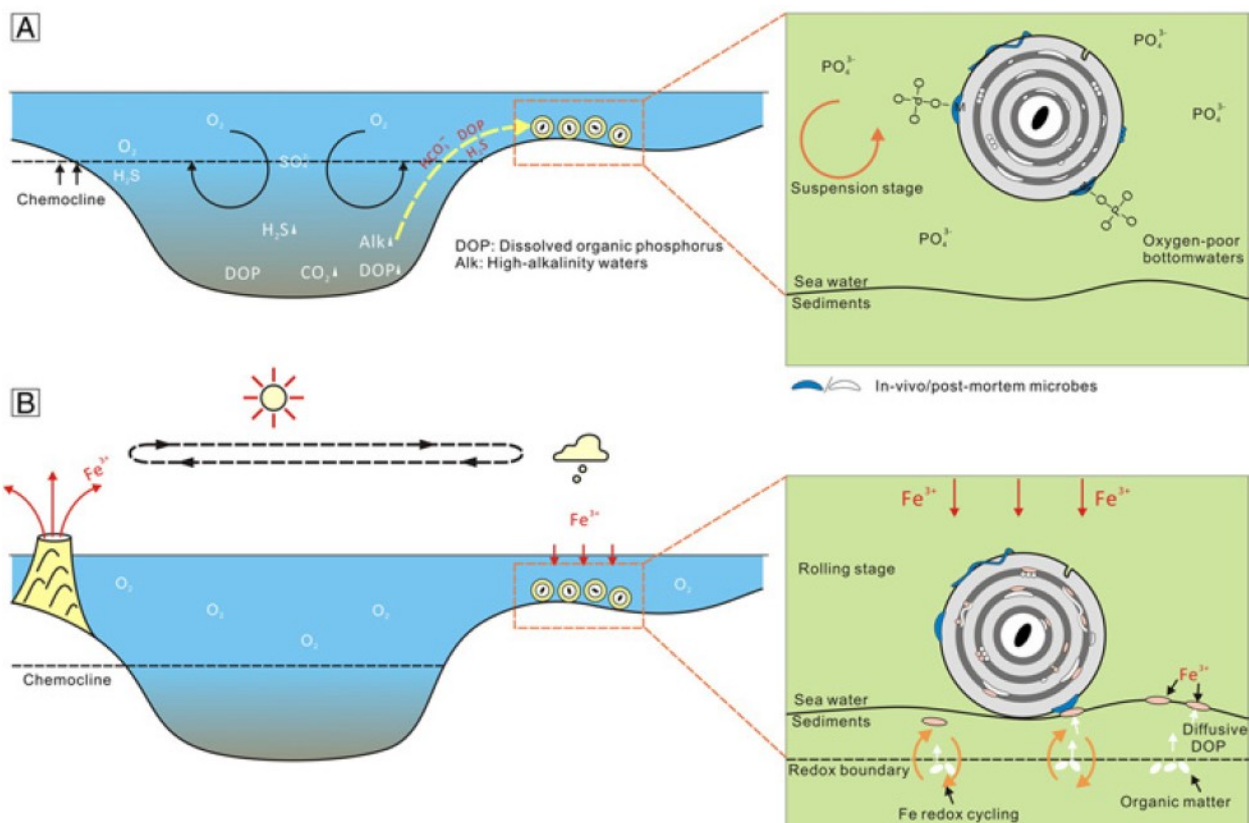 A
O₂
O₂
O₂
SO₄²⁻
H₂S
Chemocline
H₂S
Alk
DOP
CO₂
DOP
HCO₃⁻ DOP
H₂S
DOP: Dissolved organic phosphorus
Alk: High-alkalinity waters
PO₄³⁻
PO₄³⁻
PO₄³⁻
P
M
Suspension stage
P
PO₄³⁻
Oxygen-poor
bottomwaters
Sea water
Sediments
In-vivo/post-mortem microbes
B
Fe³⁺
Fe³⁺
O₂
O₂
O₂
O₂
O₂
Chemocline
Fe³⁺
Fe³⁺
Rolling stage
Fe³⁺
Sea water
Sediments
Diffusive
DOP
Redox boundary
Fe redox cycling
Organic matter